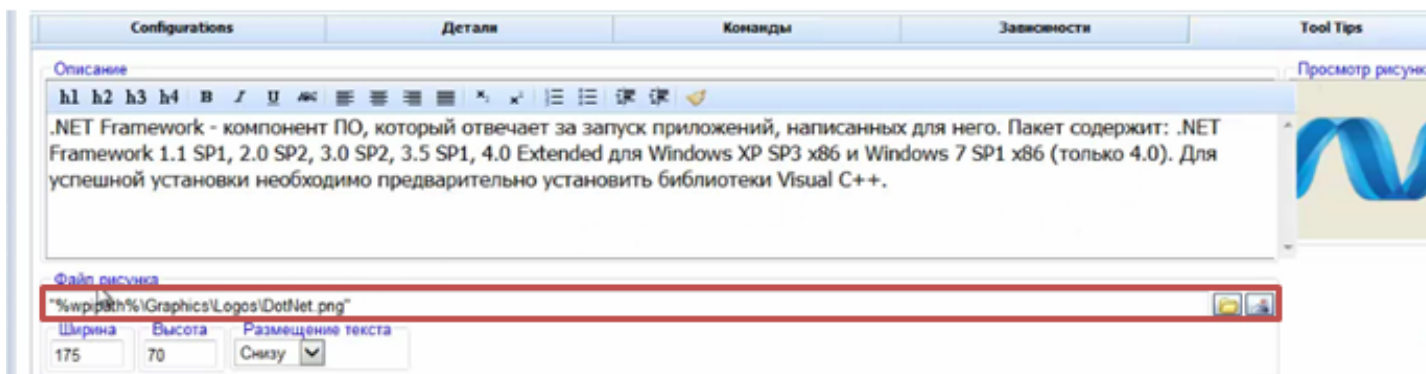 Configurations Детали Команды Зависимости Tool Tips
Описание Просмотр рисунк
h1 h2 h3 h4 B I U ABC
.NET Framework - компонент ПО, который отвечает за запуск приложений, написанных для него. Пакет содержит: .NET
Framework 1.1 SP1, 2.0 SP2, 3.0 SP2, 3.5 SP1, 4.0 Extended для Windows XP SP3 x86 и Windows 7 SP1 x86 (только 4.0). Для
успешной установки необходимо предварительно установить библиотеки Visual C++.
Файл рисунка
"%wpipath%\Graphics\Logos\DotNet.png"
Ширина Высота Размещение текста
175 70 Снизу